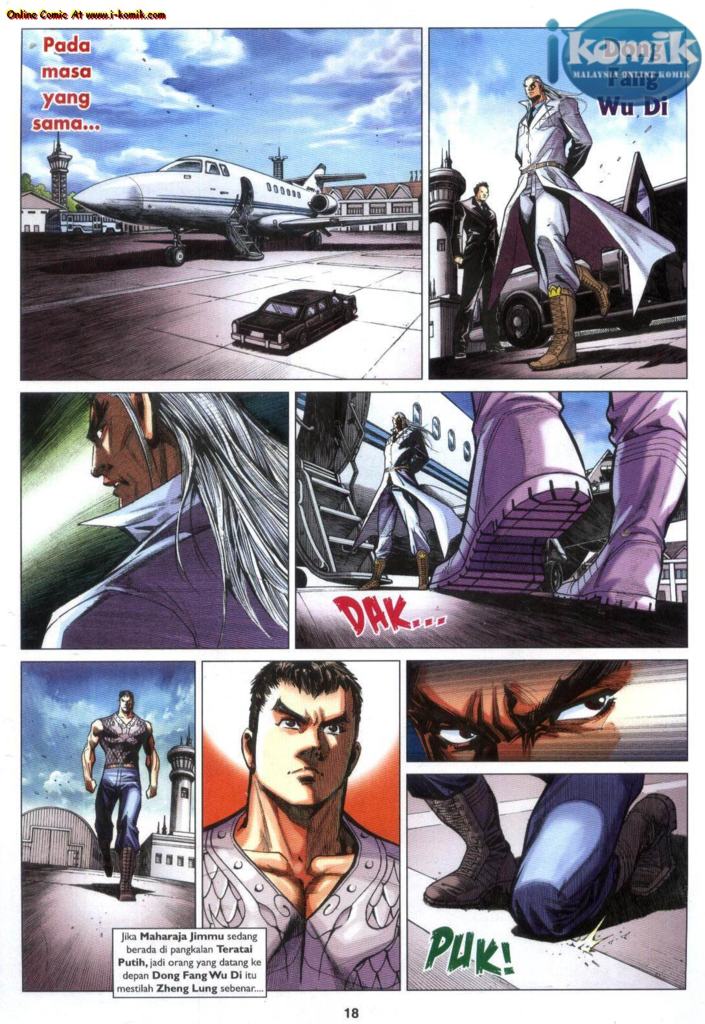 Online Comic At www.i-komik.com
Pada
masa
yang
sama...
ikomik
MALAYSIA ONLINE KOMIK
Dong
Fang
Wu Di
DAK...
Jika Maharaja Jimmu sedang
berada di pangkalan Teratai
Putih, jadi orang yang datang ke
depan Dong Fang Wu Di itu
mestilah Zheng Lung sebenar....
PUK!
18